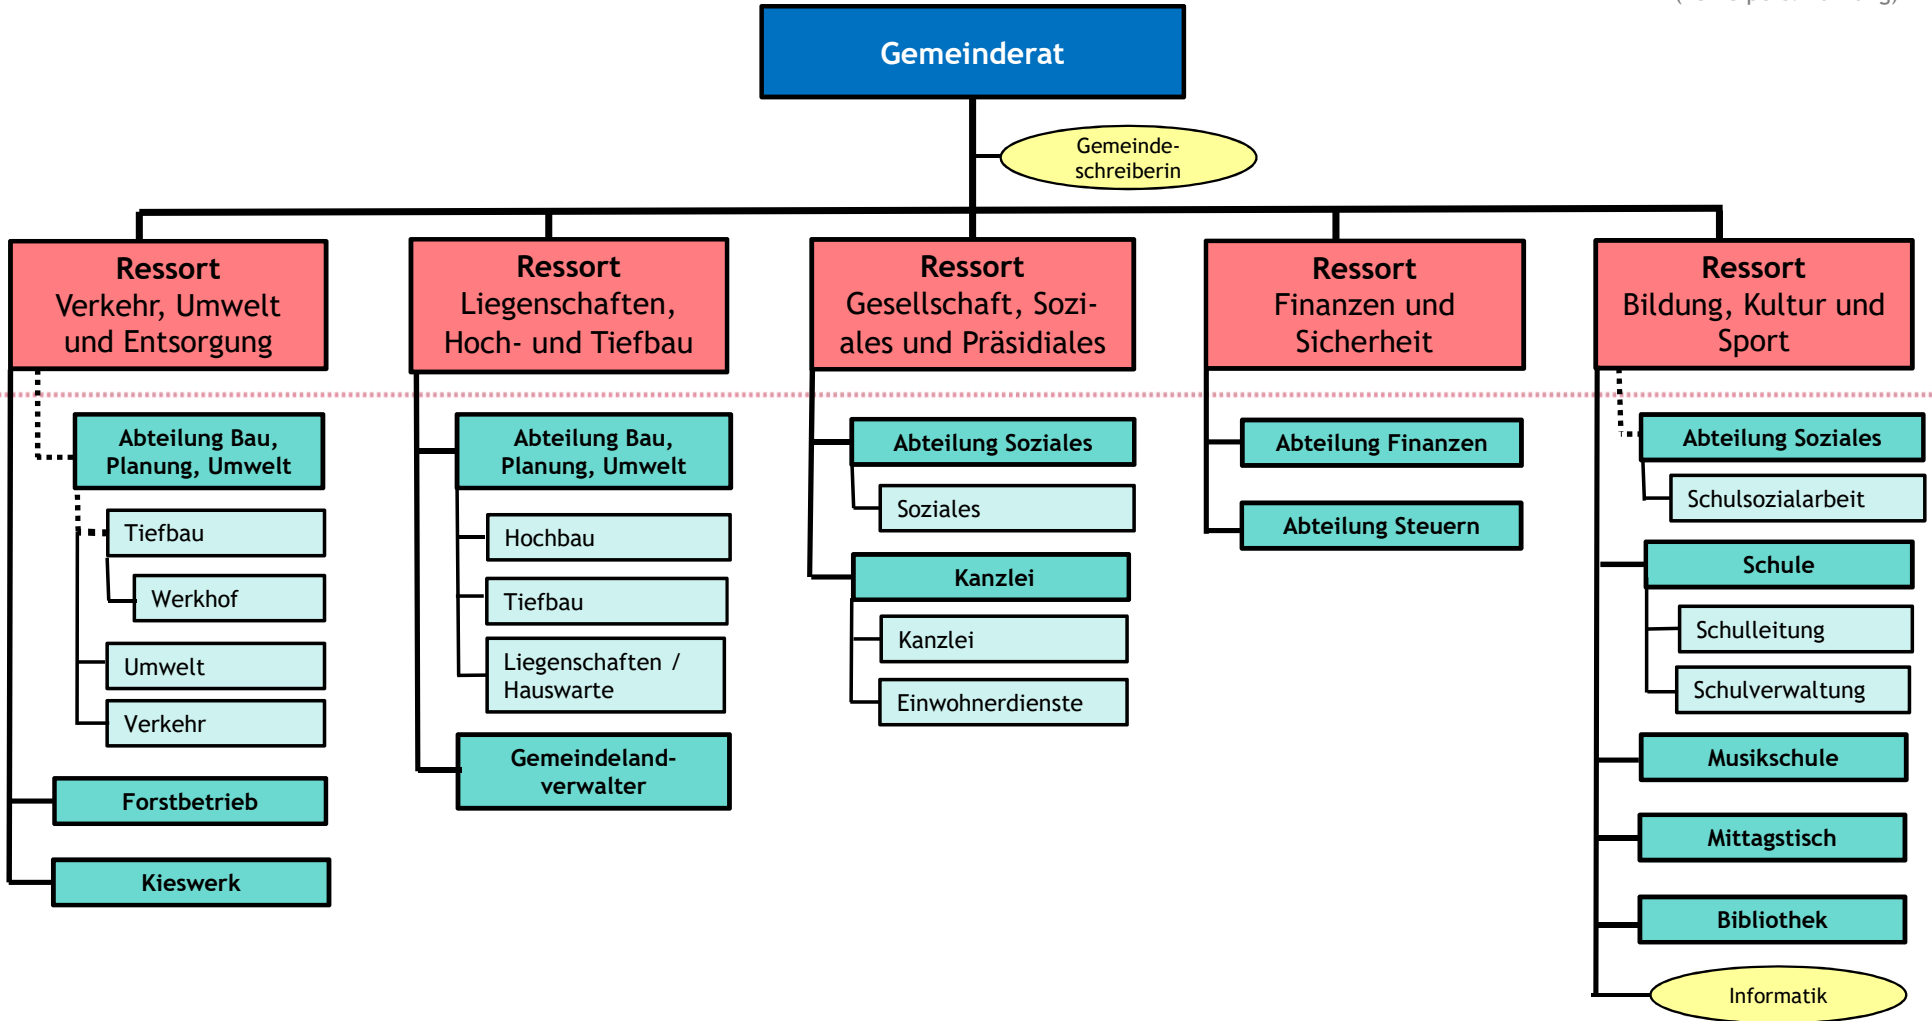 Gemeinderat
Gemeinde-
schreiberin
Ressort
Verkehr, Umwelt
und Entsorgung
Abteilung Bau,
Planung, Umwelt
Tiefbau
Werkhof
Umwelt
Verkehr
Forstbetrieb
Kieswerk
Ressort
Liegenschaften,
Hoch- und Tiefbau
Abteilung Bau,
Planung, Umwelt
Hochbau
Tiefbau
Liegenschaften /
Hauswarte
Gemeindeland-
verwalter
Ressort
Gesellschaft, Sozi-
ales und Präsidiales
Abteilung Soziales
Soziales
Kanzlei
Kanzlei
Einwohnerdienste
Ressort
Finanzen und
Sicherheit
Abteilung Finanzen
Abteilung Steuern
Ressort
Bildung, Kultur und
Sport
Abteilung Soziales
Schulsozialarbeit
Schule
Schulleitung
Schulverwaltung
Musikschule
Mittagstisch
Bibliothek
Informatik